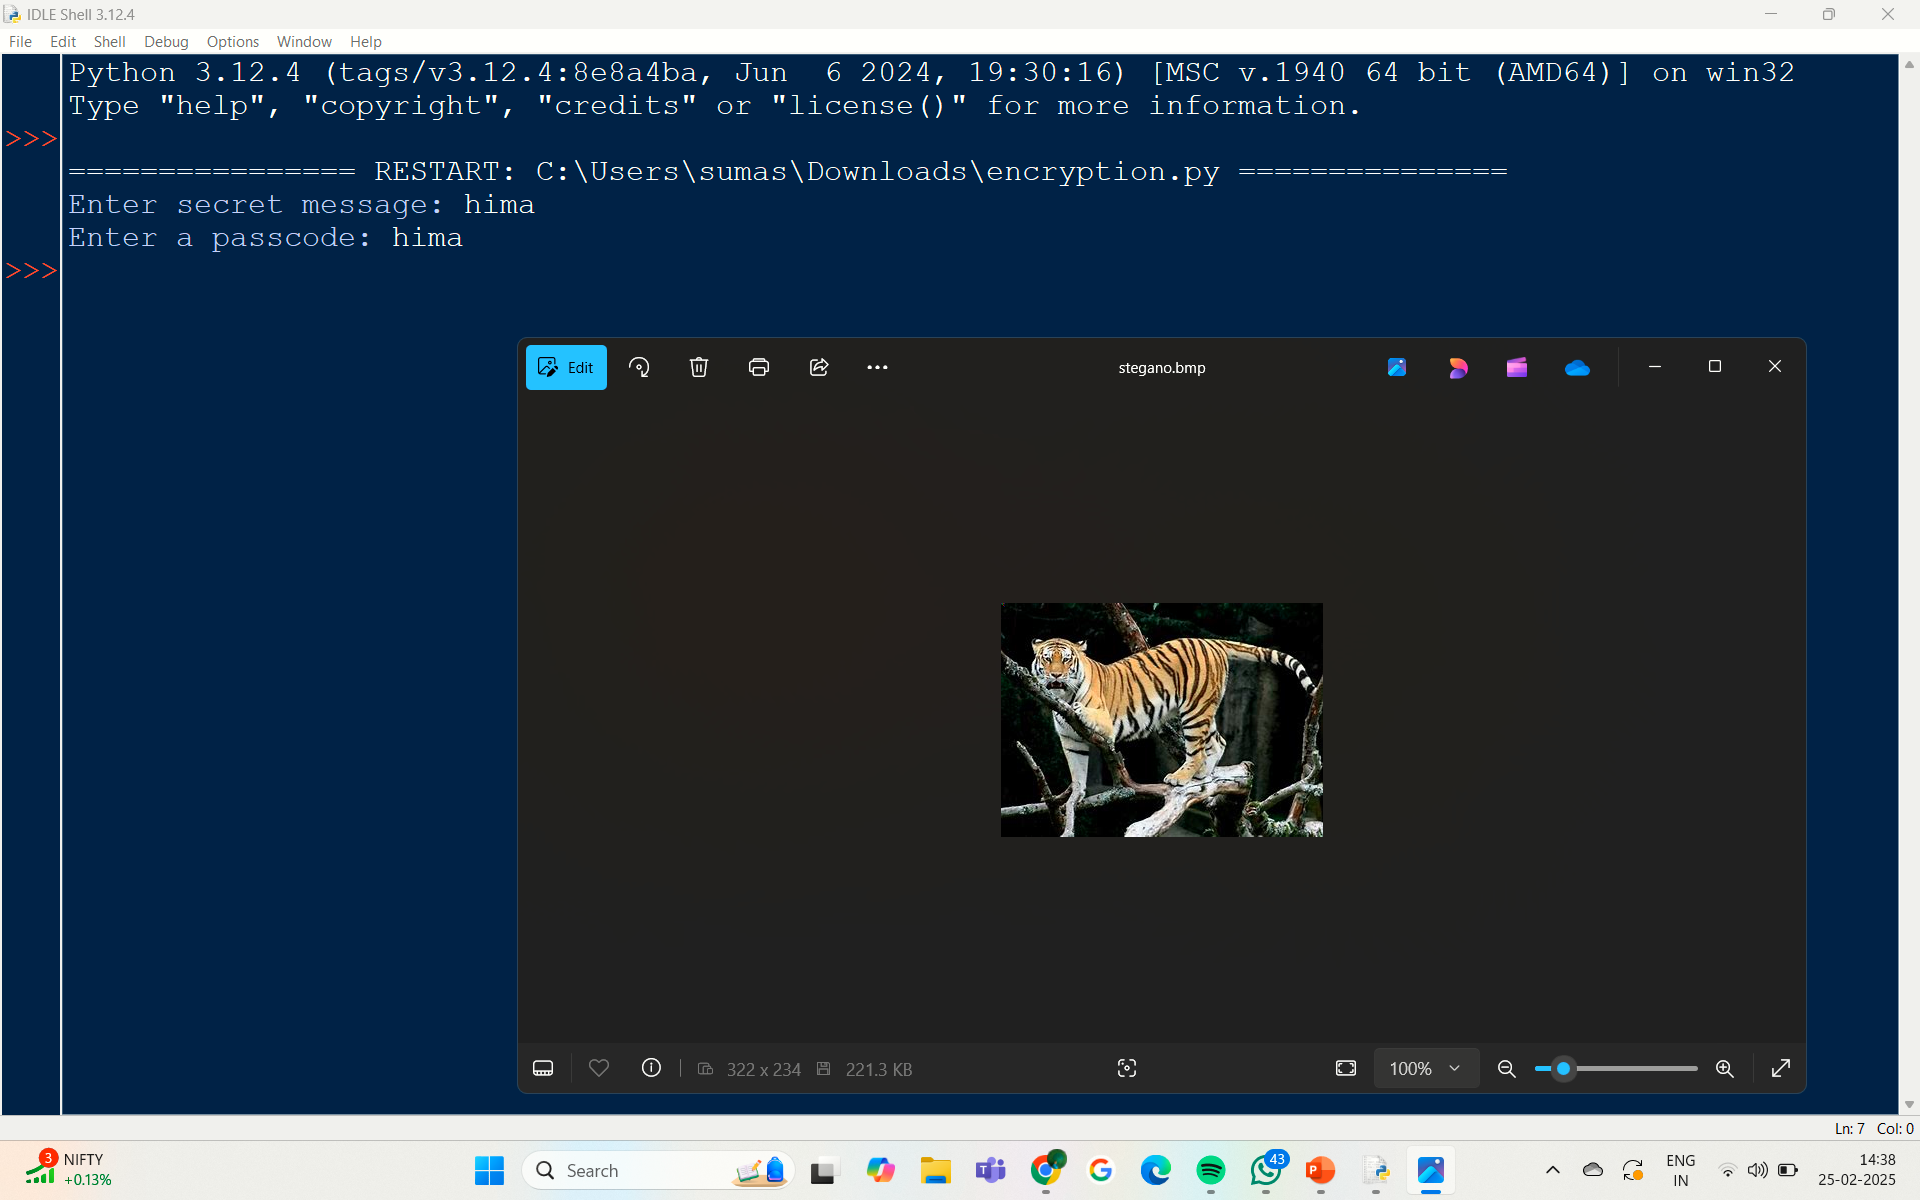 IDLE Shell 3.12.4
File Edit Shell Debug Options Window Help
Python 3.12.4 (tags/v3.12.4:8e8a4ba, Jun  6 2024, 19:30:16) [MSC v.1940 64 bit (AMD64)] on win32
Type "help", "copyright", "credits" or "license()" for more information.
>>>
================ RESTART: C:\Users\sumas\Downloads\encryption.py ===============
Enter secret message: hima
Enter a passcode: hima
>>>
Edit stegano.bmp
322 x 234 221.3 KB 100%
Ln: 7 Col: 0
3 NIFTY
+0.13%
Search
43
P
ENG
IN
14:38
25-02-2025